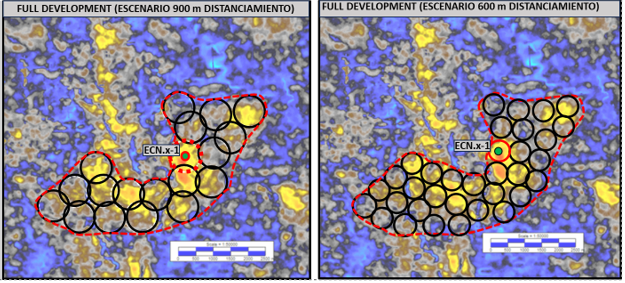 FULL DEVELOPMENT (ESCENARIO 900 m DISTANCIAMIENTO)
FULL DEVELOPMENT (ESCENARIO 600 m DISTANCIAMIENTO)
ECN.x-1
ECN.x-1